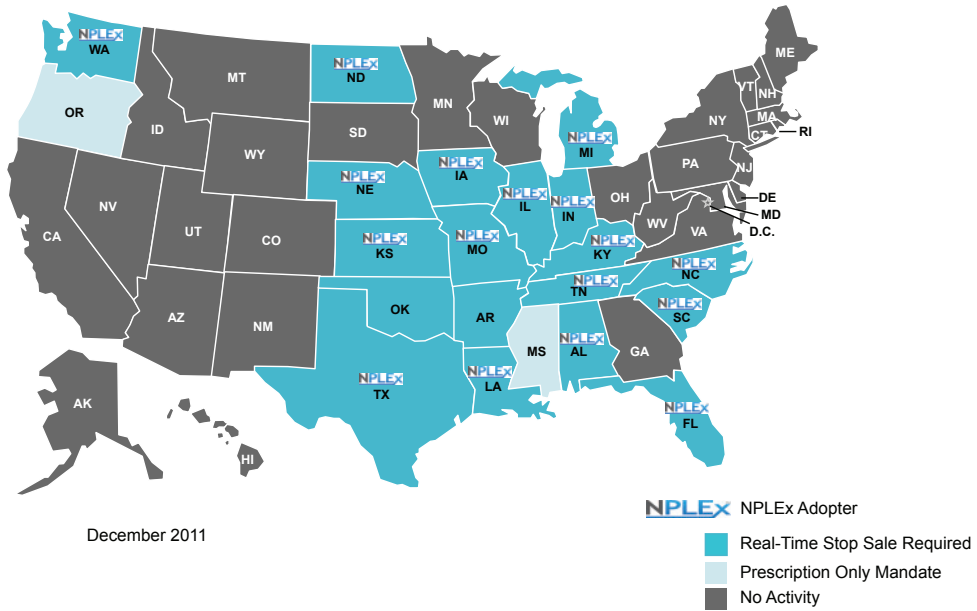 NPLEx
WA
OR
ID
MT
NPLEx
ND
MN
SD
WY
WI
NPLEx
MI
NPLEx
NE
NPLEx
IA
NPLEx
IL
NPLEx
IN
OH
PA
NY
VT
NH
ME
MA
CT
RI
NJ
DE
MD
D.C.
WV
VA
CA
NV
UT
CO
NPLEx
KS
NPLEx
MO
NPLEx
KY
NPLEx
NC
NPLEx
TN
NPLEx
SC
AZ
NM
OK
AR
MS
NPLEx
AL
GA
NPLEx
TX
NPLEx
LA
NPLEx
FL
AK
HI
December 2011
NPLEx NPLEx Adopter
Real-Time Stop Sale Required
Prescription Only Mandate
No Activity